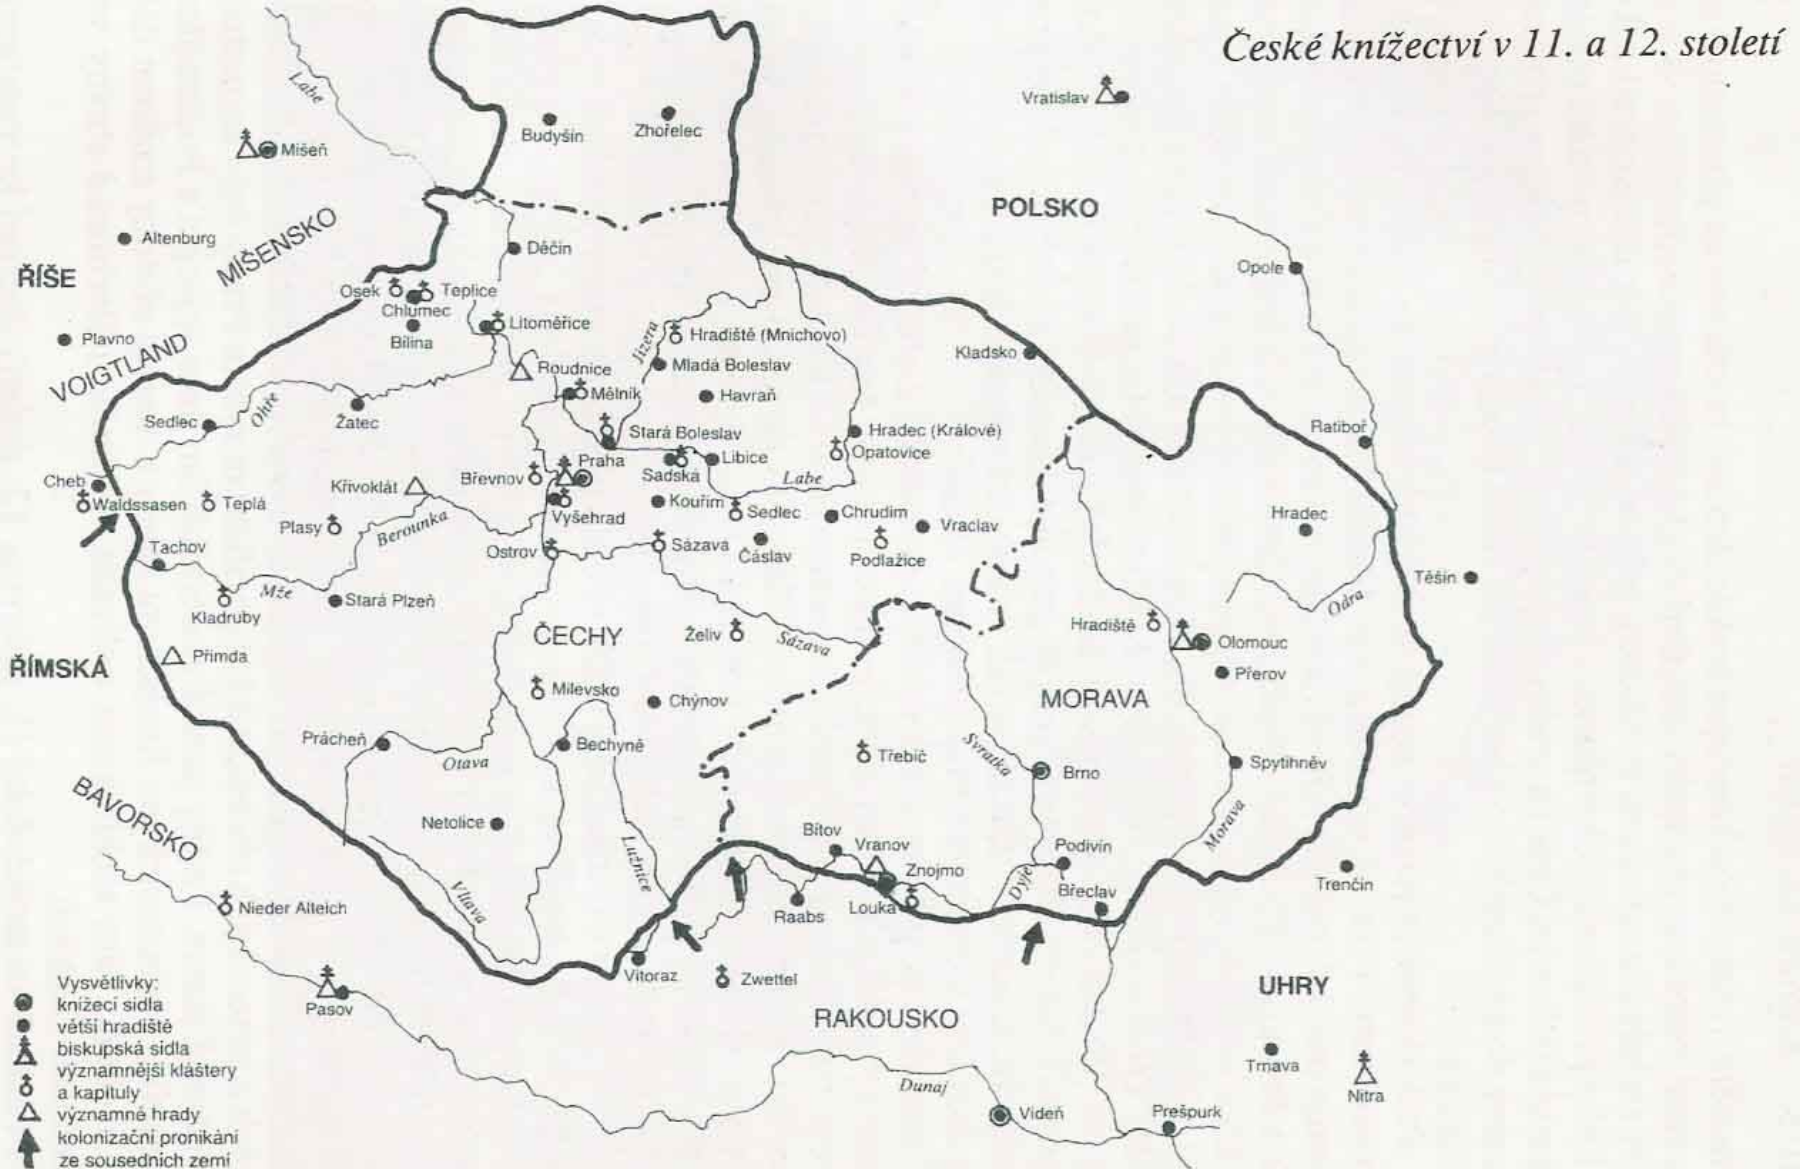 České knížectví v 11. a 12. století
Labe
Vratislav
Budyšín
Zhořelec
Mišeň
POLSKO
Altenburg
MÍŠENSKO
Děčín
ŘÍŠE
Opole
Osek
Teplice
Chlumec
Litoměřice
Bílina
Jizera
Hradiště (Mnichovo)
Plavno
VOIGTLAND
Kladsko
Roudnice
Mladá Boleslav
Mělník
Havraň
Sedlec
Ohře
Žatec
Stará Boleslav
Hradec (Králové)
Ratiboř
Opatovice
Praha
Libice
Břevnov
Sadská
Labe
Cheb
Křivoklát
Waldssasen
Teplá
Kouřim
Sedlec
Chrudim
Hradec
Vyšehrad
Plasy
Berounka
Vraclav
Tachov
Ostrov
Sázava
Čáslav
Podlažice
Těšín
Mže
Stará Plzeň
Odra
Kladruby
Hradiště
ČECHY
Želiv
Sázava
Olomouc
ŘÍMSKÁ
Přimda
Přerov
Milevsko
Chýnov
MORAVA
Prácheň
Bechyně
Otava
Třebíč
Svratka
Brno
Spytihněv
BAVORSKO
Netolice
Lužnice
Bítov
Vranov
Podivín
Morava
Znojmo
Dyje
Břeclav
Trenčín
Vltava
Nieder Alteich
Raabs
Louka
Vitoraz
Zwettel
Pasov
UHRY
RAKOUSKO
Trnava
Nitra
Dunaj
Vídeň
Prešpurk
Vysvětlivky:
knížecí sídla
větší hradiště
biskupská sídla
významnější kláštery
a kapituly
významné hrady
kolonizační pronikání
ze sousedních zemí